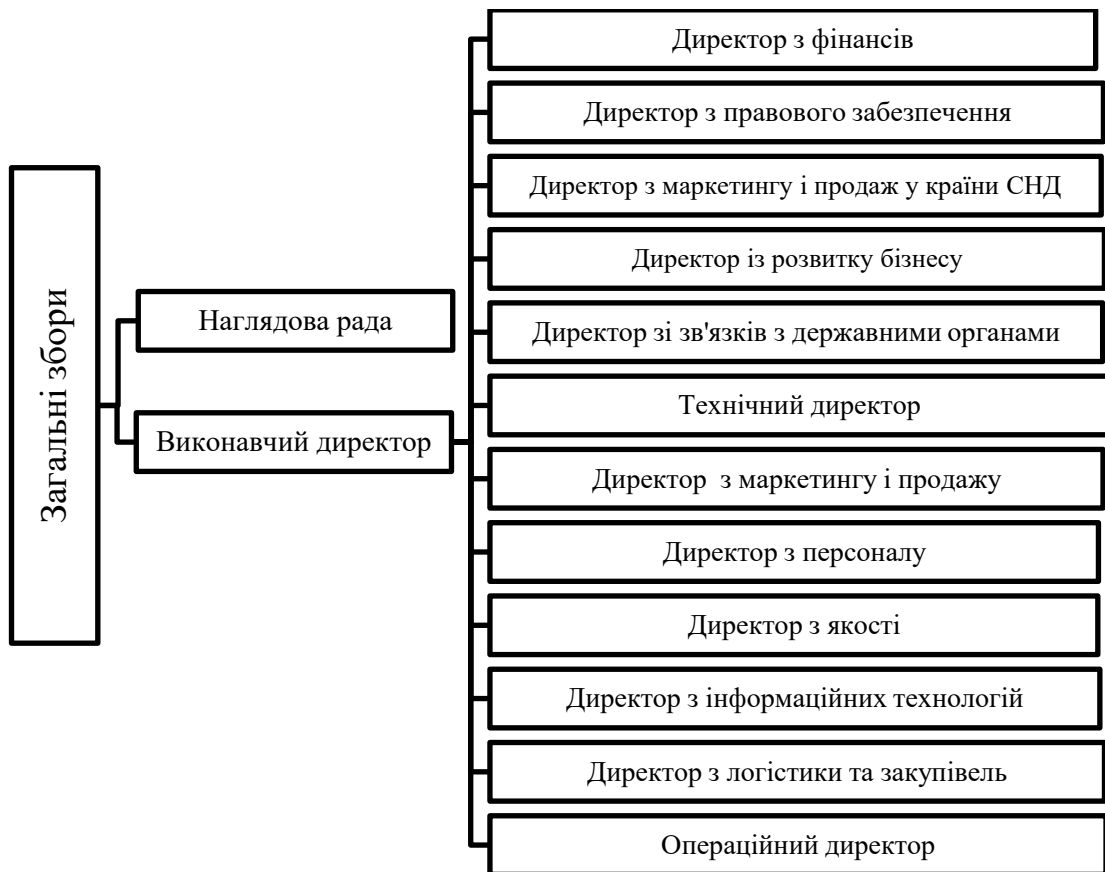 Загальні збори
Наглядова рада
Виконавчий директор
Директор з фінансів
Директор з правового забезпечення
Директор з маркетингу і продаж у країни СНД
Директор із розвитку бізнесу
Директор зі зв'язків з державними органами
Технічний директор
Директор з маркетингу і продажу
Директор з персоналу
Директор з якості
Директор з інформаційних технологій
Директор з логістики та закупівель
Операційний директор